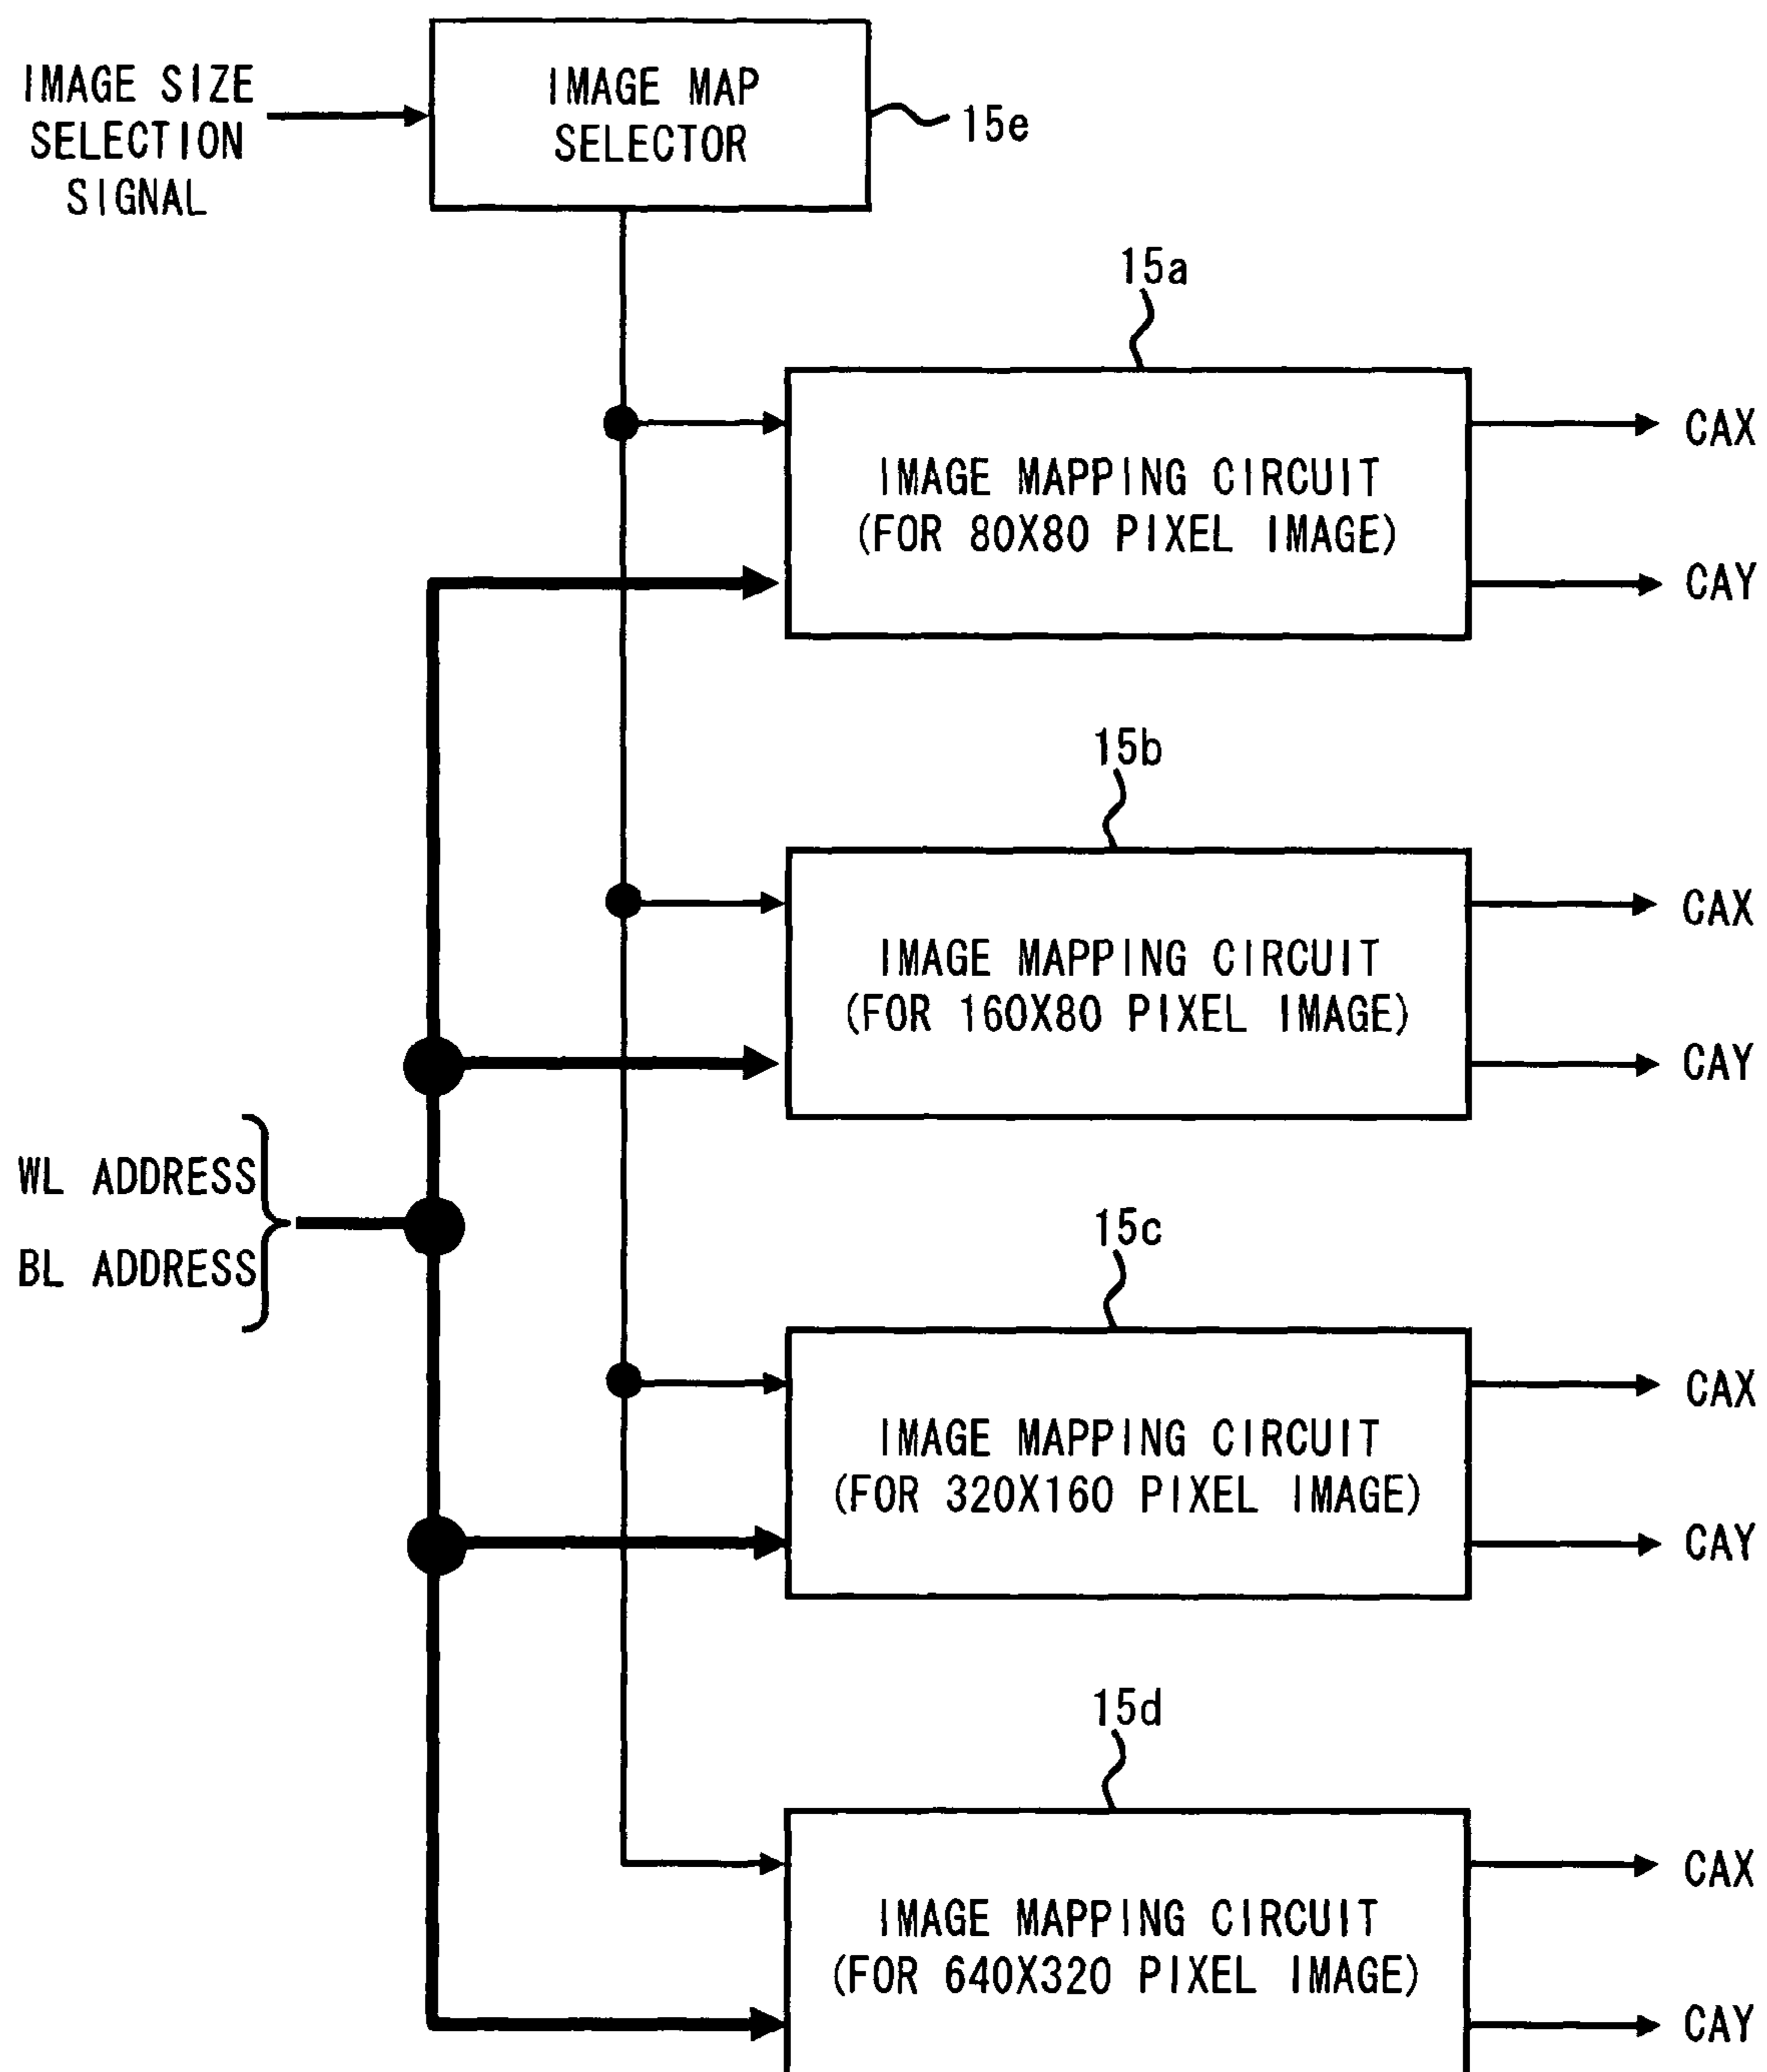 IMAGE SIZE
SELECTION
SIGNAL
IMAGE MAP
SELECTOR
15e
15a
IMAGE MAPPING CIRCUIT
(FOR 80X80 PIXEL IMAGE)
CAX
CAY
15b
IMAGE MAPPING CIRCUIT
(FOR 160X80 PIXEL IMAGE)
CAX
CAY
WL ADDRESS
BL ADDRESS
15c
IMAGE MAPPING CIRCUIT
(FOR 320X160 PIXEL IMAGE)
CAX
CAY
15d
IMAGE MAPPING CIRCUIT
(FOR 640X320 PIXEL IMAGE)
CAX
CAY